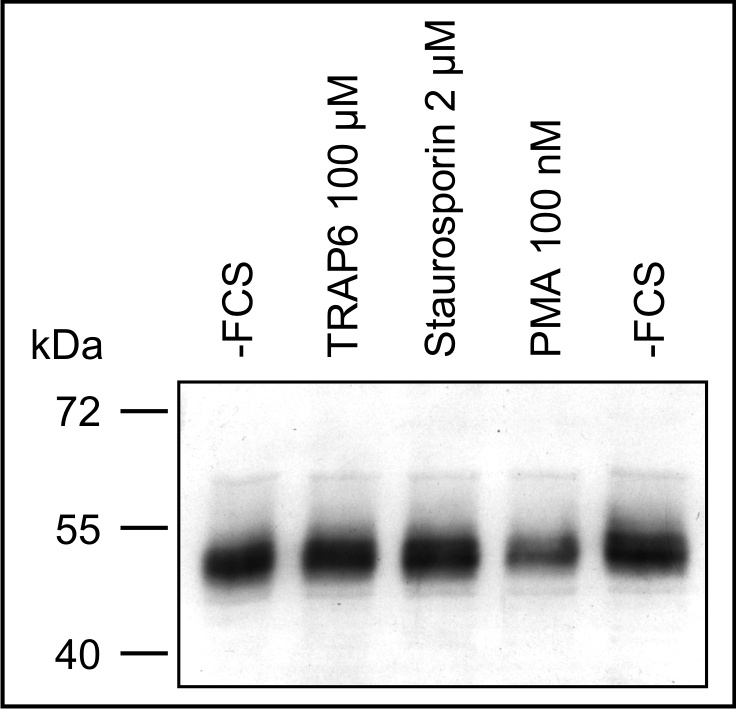 -FCS
TRAP6 100 µM
Staurosporin 2 µM
PMA 100 nM
-FCS
kDa
72
55
40